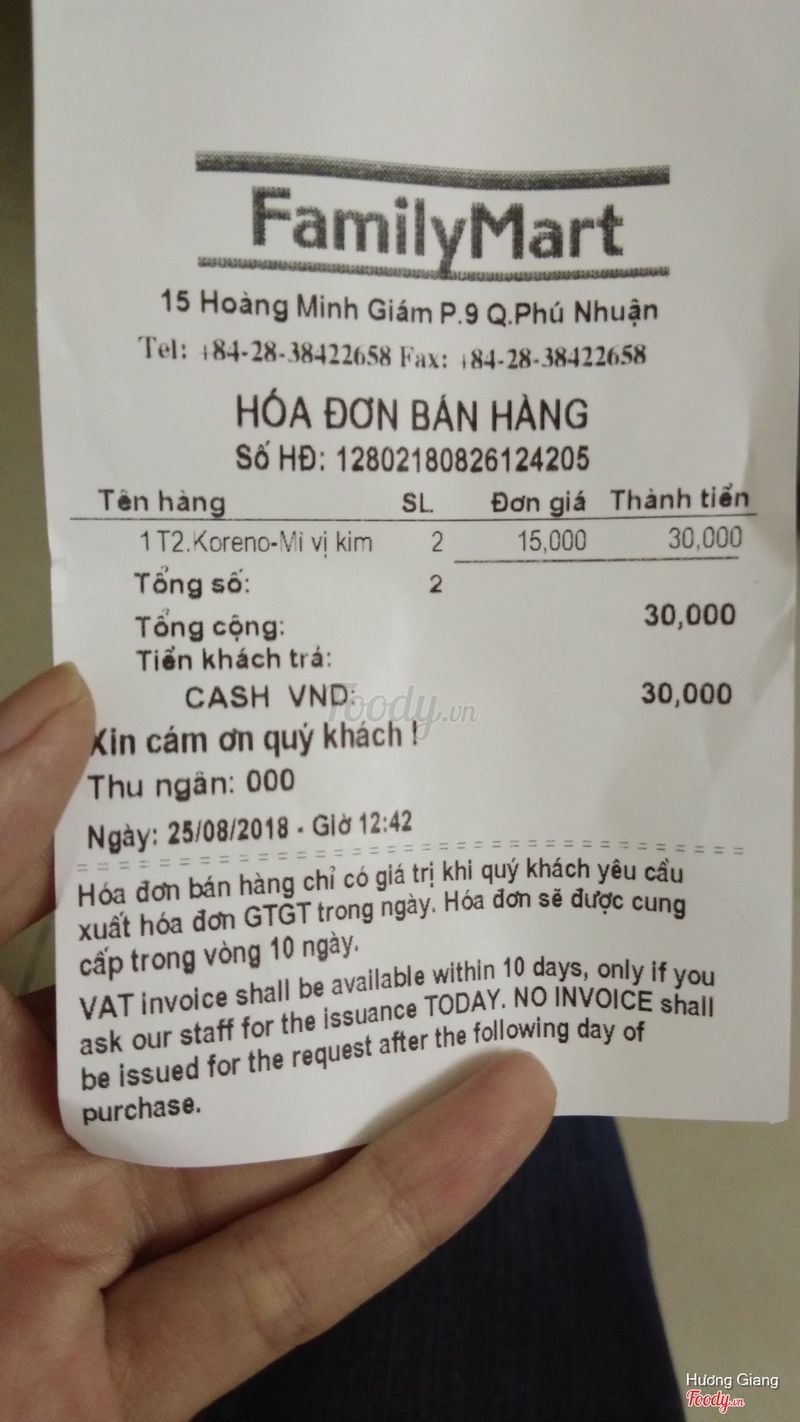 FamilyMart
15 Hoàng Minh Giám P.9 Q.Phú Nhuận
Tel: +84-28-38422658 Fax: +84-28-38422658
HÓA ĐƠN BÁN HÀNG
Số HĐ: 12802180826124205
Tên hàng SL. Đơn giá Thành tiền
1 T2.Koreno-Mì vị kim 2 15,000 30,000
Tổng số: 2
Tổng cộng: 30,000
Tiền khách trả:
CASH VND: 30,000
Foody.vn
Xin cám ơn quý khách !
Thu ngân: 000
Ngày: 25/08/2018 - Giờ 12:42
Hóa đơn bán hàng chỉ có giá trị khi quý khách yêu cầu
xuất hóa đơn GTGT trong ngày. Hóa đơn sẽ được cung
cấp trong vòng 10 ngày.
VAT invoice shall be available within 10 days, only if you
ask our staff for the issuance TODAY. NO INVOICE shall
be issued for the request after the following day of
purchase.
Hương Giang
Foody.vn